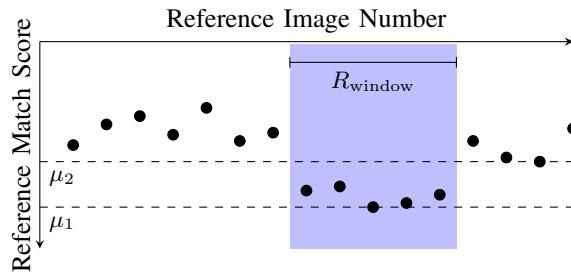 Reference Image Number
Reference Match Score
R_window
μ₂
μ₁